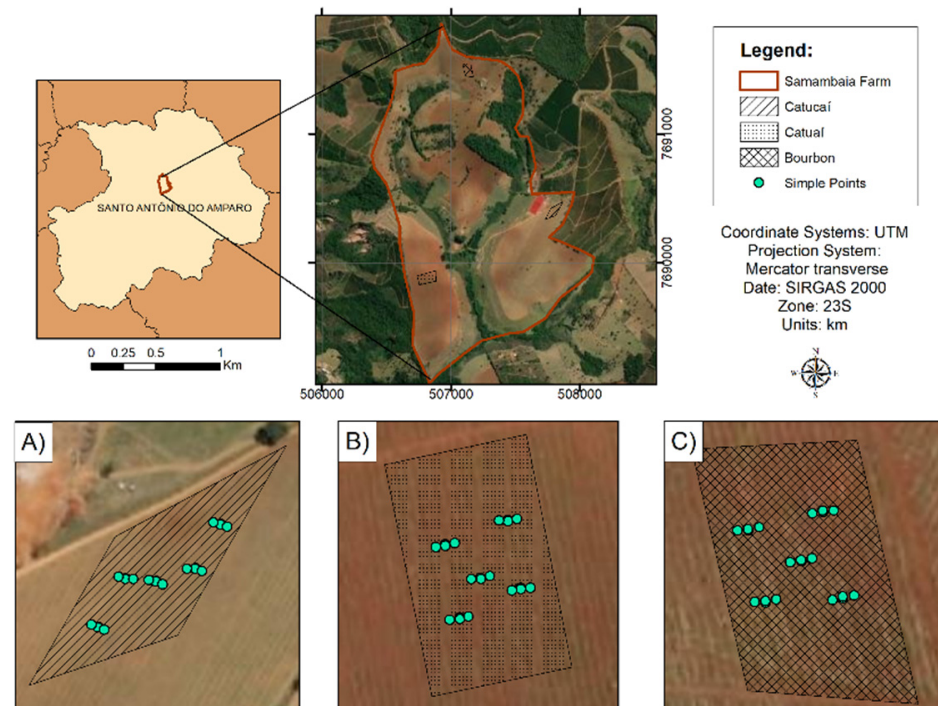 SANTO ANTÔNIO DO AMPARO
0 0.25 0.5 1
Km
7691000
7690000
506000 507000 508000
Legend:
Samambaia Farm
Catucaí
Catuaí
Bourbon
Simple Points
Coordinate Systems: UTM
Projection System:
Mercator transverse
Date: SIRGAS 2000
Zone: 23S
Units: km
N
W E
S
A)
B)
C)